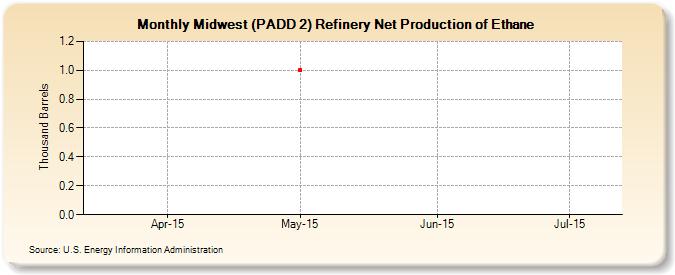 Monthly Midwest (PADD 2) Refinery Net Production of Ethane
Thousand Barrels
1.2
1.0
0.8
0.6
0.4
0.2
0.0
Apr-15 May-15 Jun-15 Jul-15
Source: U.S. Energy Information Administration